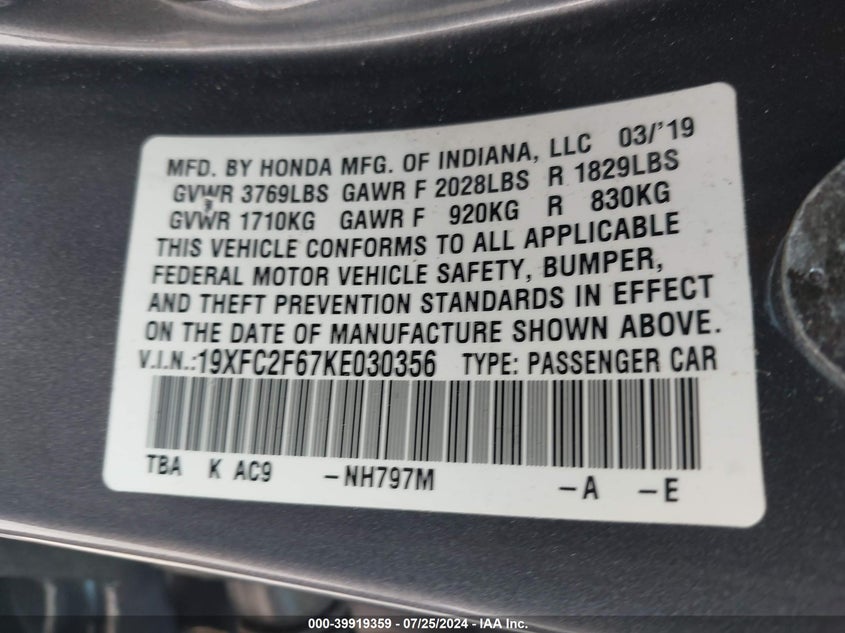 MFD. BY HONDA MFG. OF INDIANA, LLC 03/'19
GVWR 3769LBS GAWR F 2028LBS R 1829LBS
GVWR 1710KG GAWR F 920KG R 830KG
THIS VEHICLE CONFORMS TO ALL APPLICABLE
FEDERAL MOTOR VEHICLE SAFETY, BUMPER,
AND THEFT PREVENTION STANDARDS IN EFFECT
ON THE DATE OF MANUFACTURE SHOWN ABOVE.
V.I.N.:19XFC2F67KE030356 TYPE: PASSENGER CAR
TBA K AC9 -NH797M -A -E
000-39919359 - 07/25/2024 - IAA Inc.